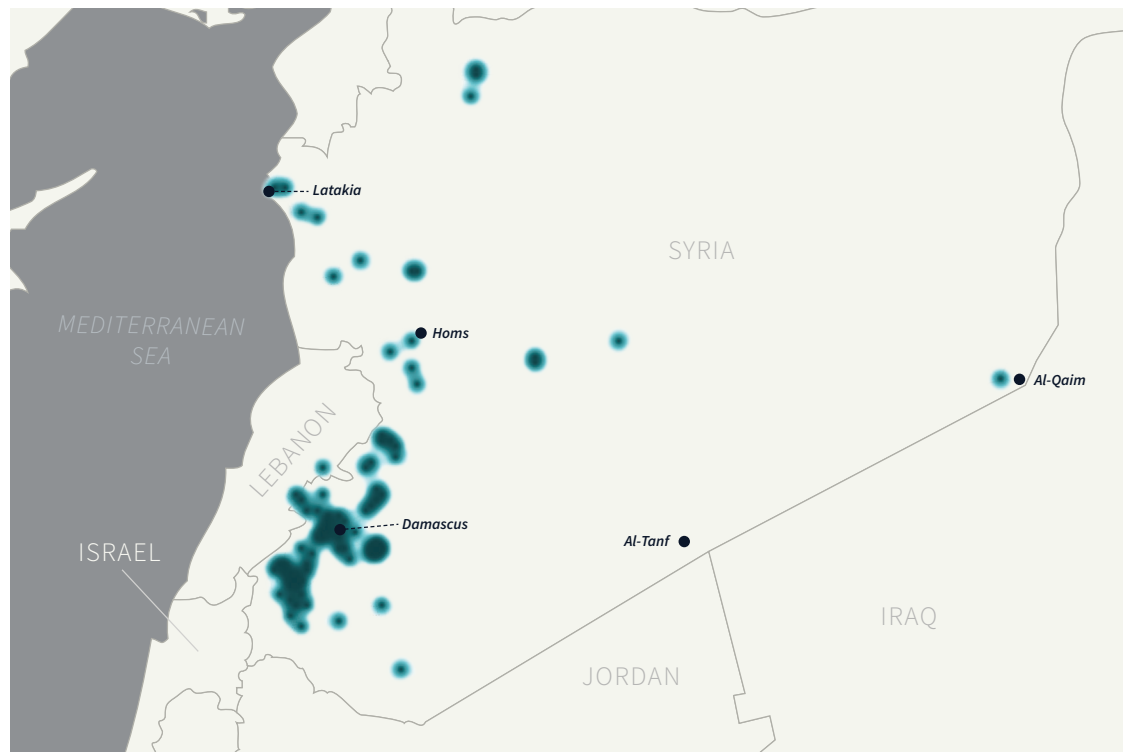 Latakia
SYRIA
MEDITERRANEAN
SEA
Homs
Al-Qaim
LEBANON
Damascus
Al-Tanf
ISRAEL
IRAQ
JORDAN